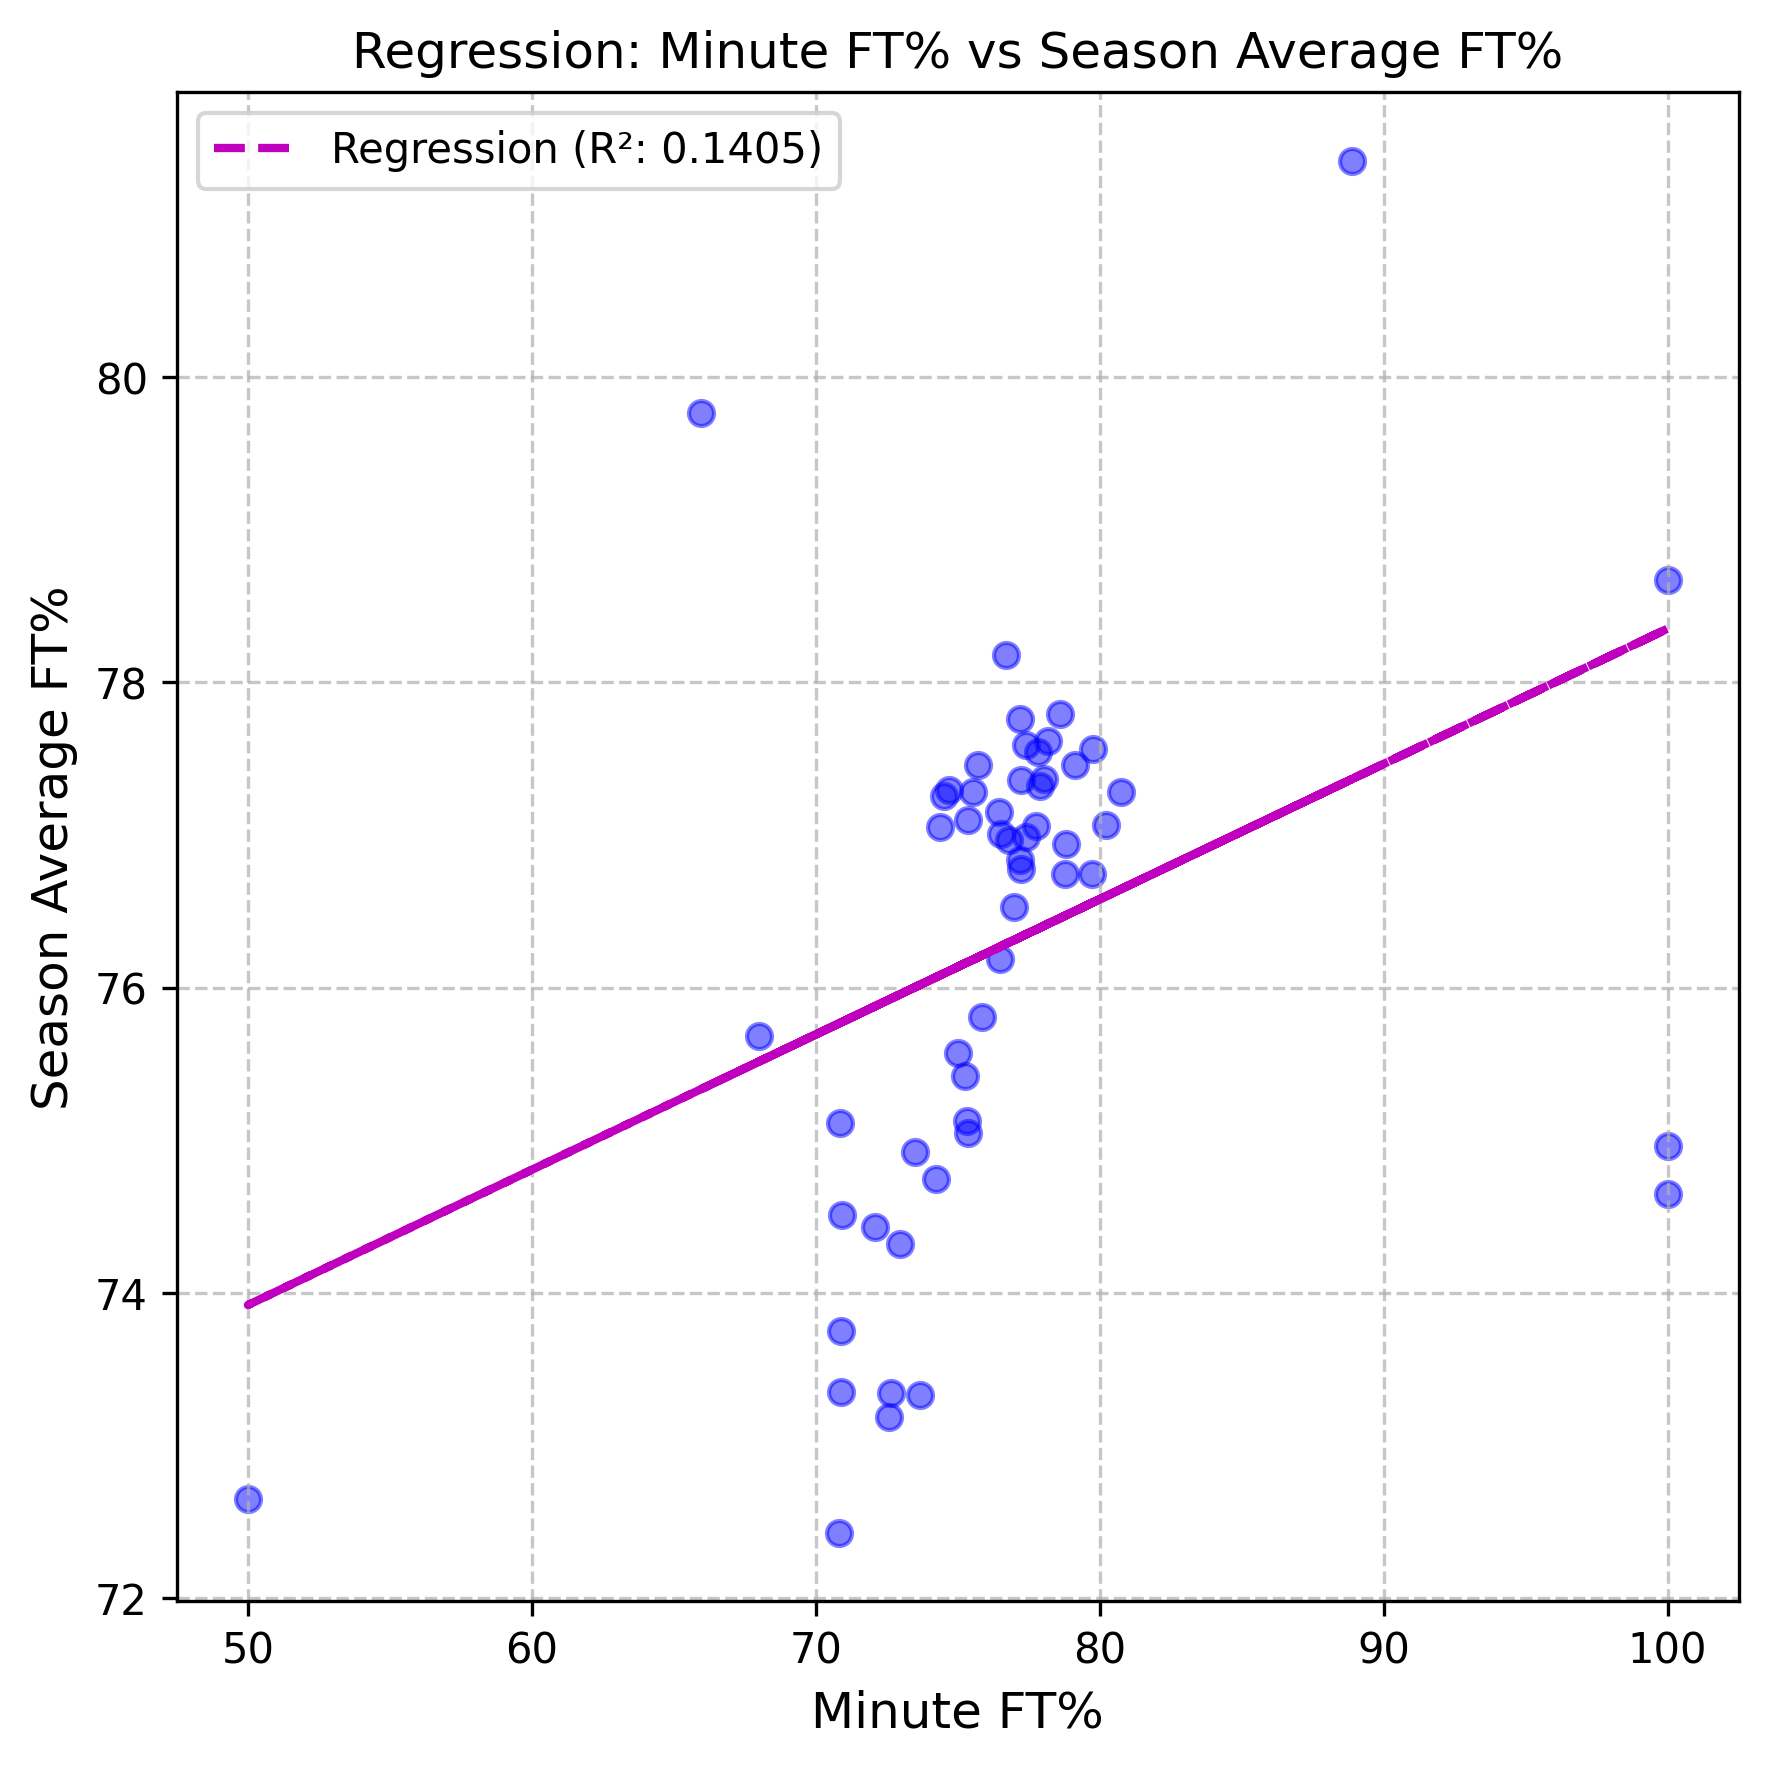 Regression: Minute FT% vs Season Average FT%
Regression (R²: 0.1405)
Season Average FT%
80
78
76
74
72
50 60 70 80 90 100
Minute FT%